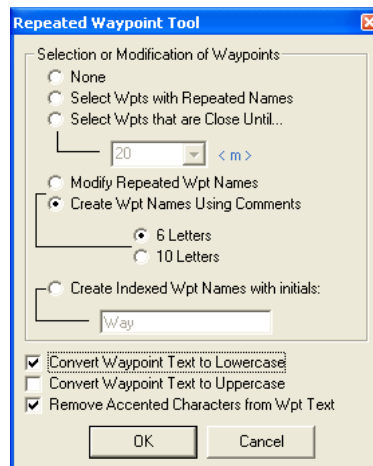 Repeated Waypoint Tool
Selection or Modification of Waypoints
None
Select Wpts with Repeated Names
Select Wpts that are Close Until...
20 < m >
Modify Repeated Wpt Names
Create Wpt Names Using Comments
6 Letters
10 Letters
Create Indexed Wpt Names with initials:
Way
Convert Waypoint Text to Lowercase
Convert Waypoint Text to Uppercase
Remove Accented Characters from Wpt Text
OK Cancel